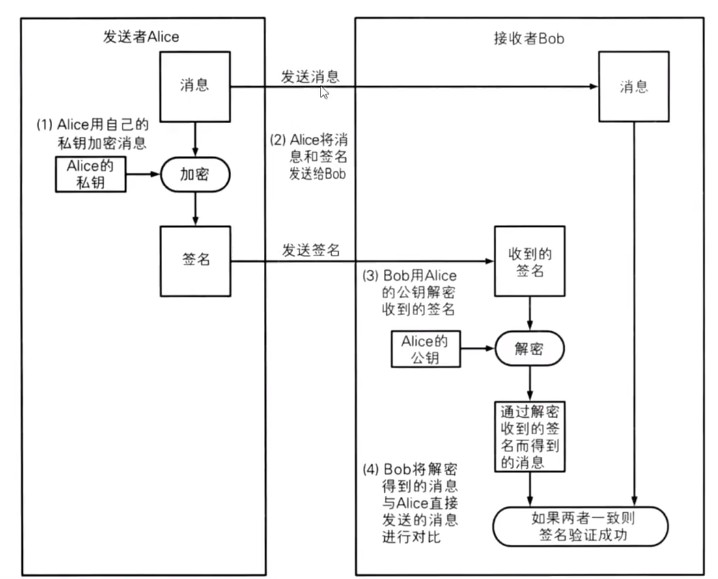 发送者Alice
接收者Bob
消息
发送消息
消息
(1) Alice用自己的
私钥加密消息
Alice的
私钥
加密
(2) Alice将消
息和签名
发送给Bob
签名
发送签名
收到的
签名
(3) Bob用Alice
的公钥解密
收到的签名
Alice的
公钥
解密
通过解密
收到的签
名而得到
的消息
(4) Bob将解密
得到的消息
与Alice直接
发送的消息
进行对比
如果两者一致则
签名验证成功